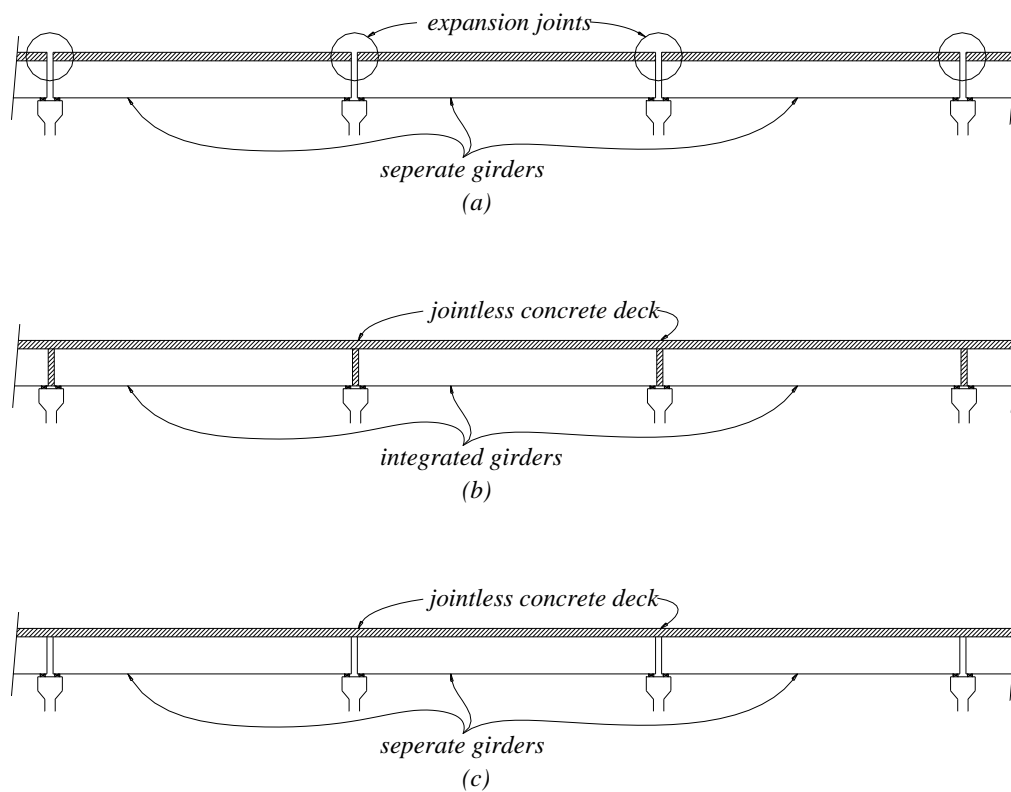 expansion joints
seperate girders
(a)
jointless concrete deck
integrated girders
(b)
jointless concrete deck
seperate girders
(c)